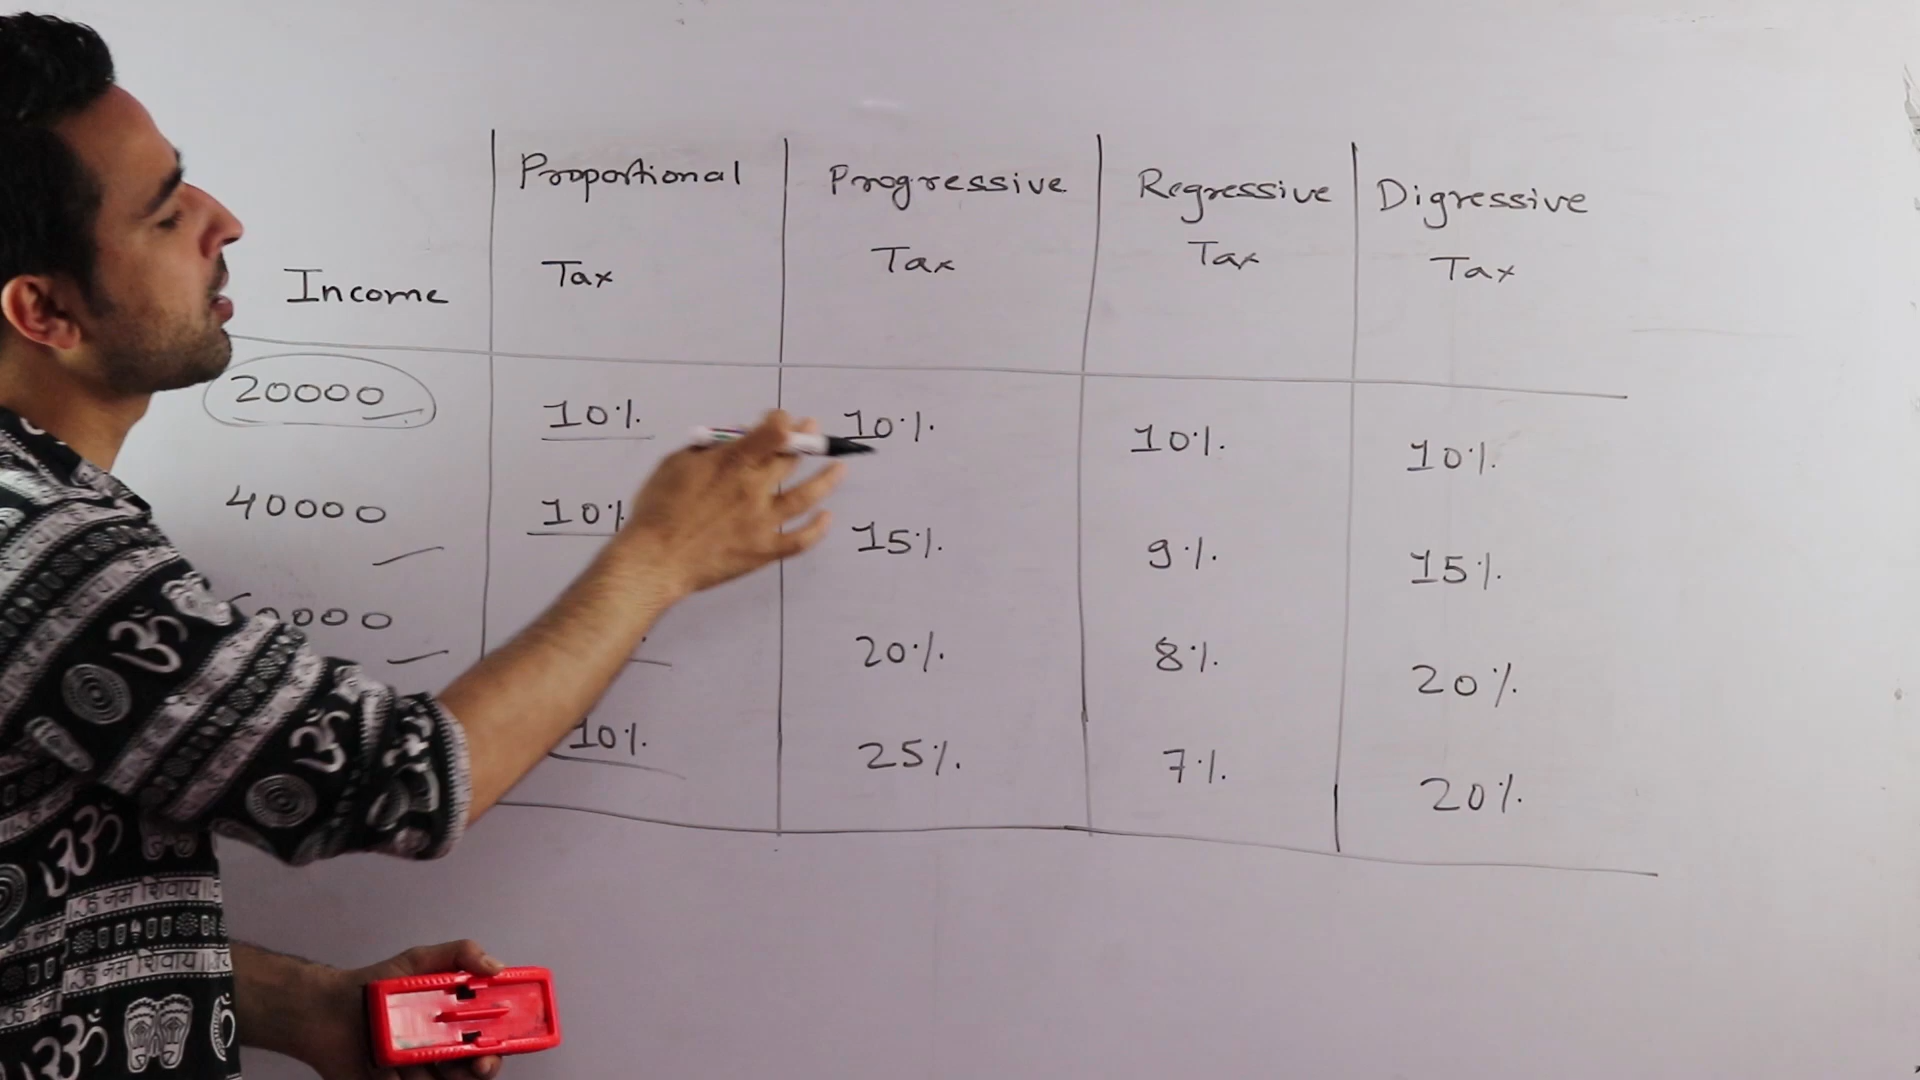 Proportional Progressive Regressive Digressive
Income Tax Tax Tax Tax
20000 10% 10% 10% 10%
40000 10% 15% 9% 15%
20% 8% 20%
10% 25% 7% 20%
ॐ नमः शिवाय